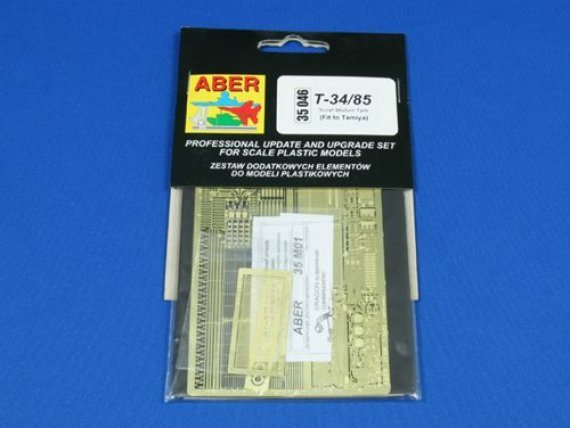 ABER
35 046
T-34/85
Soviet Medium Tank
(Fit to Tamiya)
PROFESSIONAL UPDATE AND UPGRADE SET
FOR SCALE PLASTIC MODELS
ZESTAW DODATKOWYCH ELEMENTÓW
DO MODELI PLASTIKOWYCH
ABER 35 M01
DRAGON